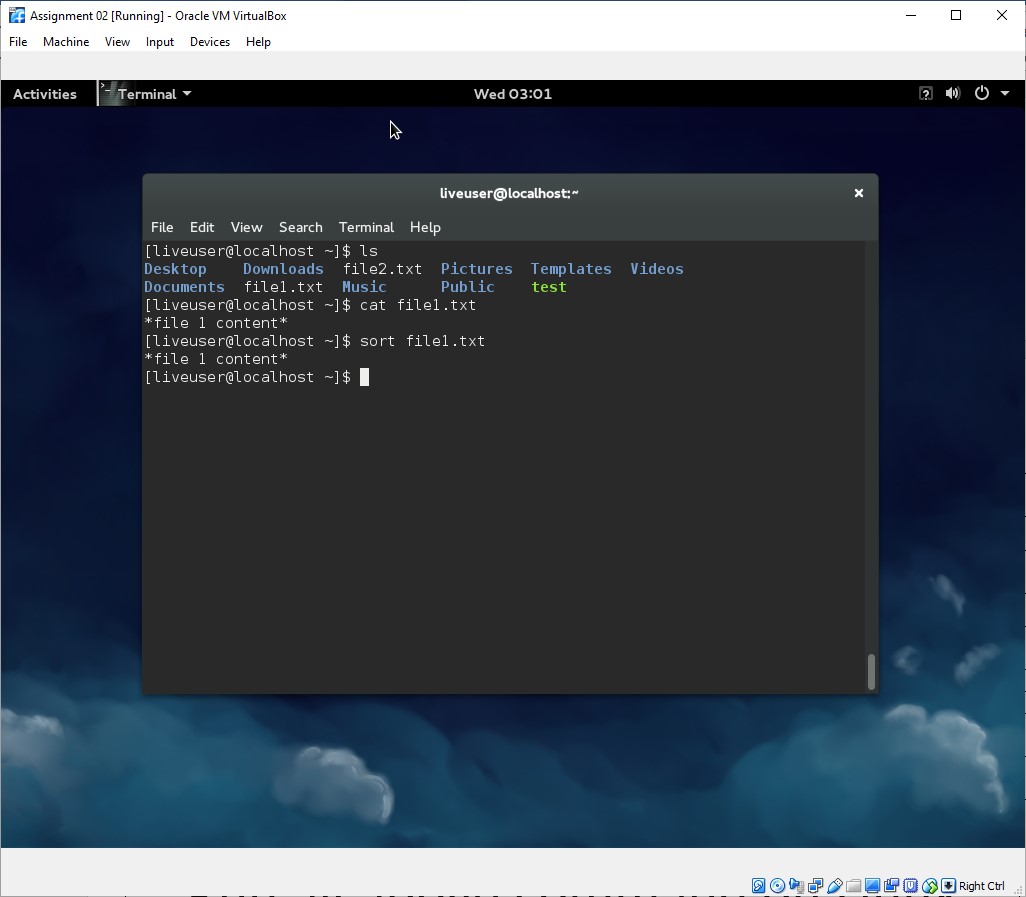 Assignment 02 [Running] - Oracle VM VirtualBox
File Machine View Input Devices Help
Activities Terminal Wed 03:01
liveuser@localhost:~
File Edit View Search Terminal Help
[liveuser@localhost ~]$ ls
Desktop Downloads file2.txt Pictures Templates Videos
Documents file1.txt Music Public test
[liveuser@localhost ~]$ cat file1.txt
*file 1 content*
[liveuser@localhost ~]$ sort file1.txt
*file 1 content*
[liveuser@localhost ~]$
Right Ctrl